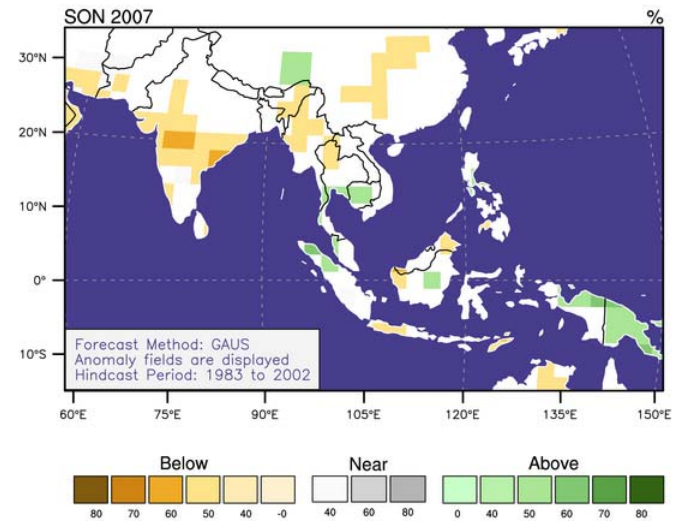 SON 2007 %
30°N
20°N
10°N
0°
10°S
Forecast Method: GAUS
Anomaly fields are displayed
Hindcast Period: 1983 to 2002
60°E 75°E 90°E 105°E 120°E 135°E 150°E
Below Near Above
80 70 60 50 40 -0 40 60 80 0 40 50 60 70 80